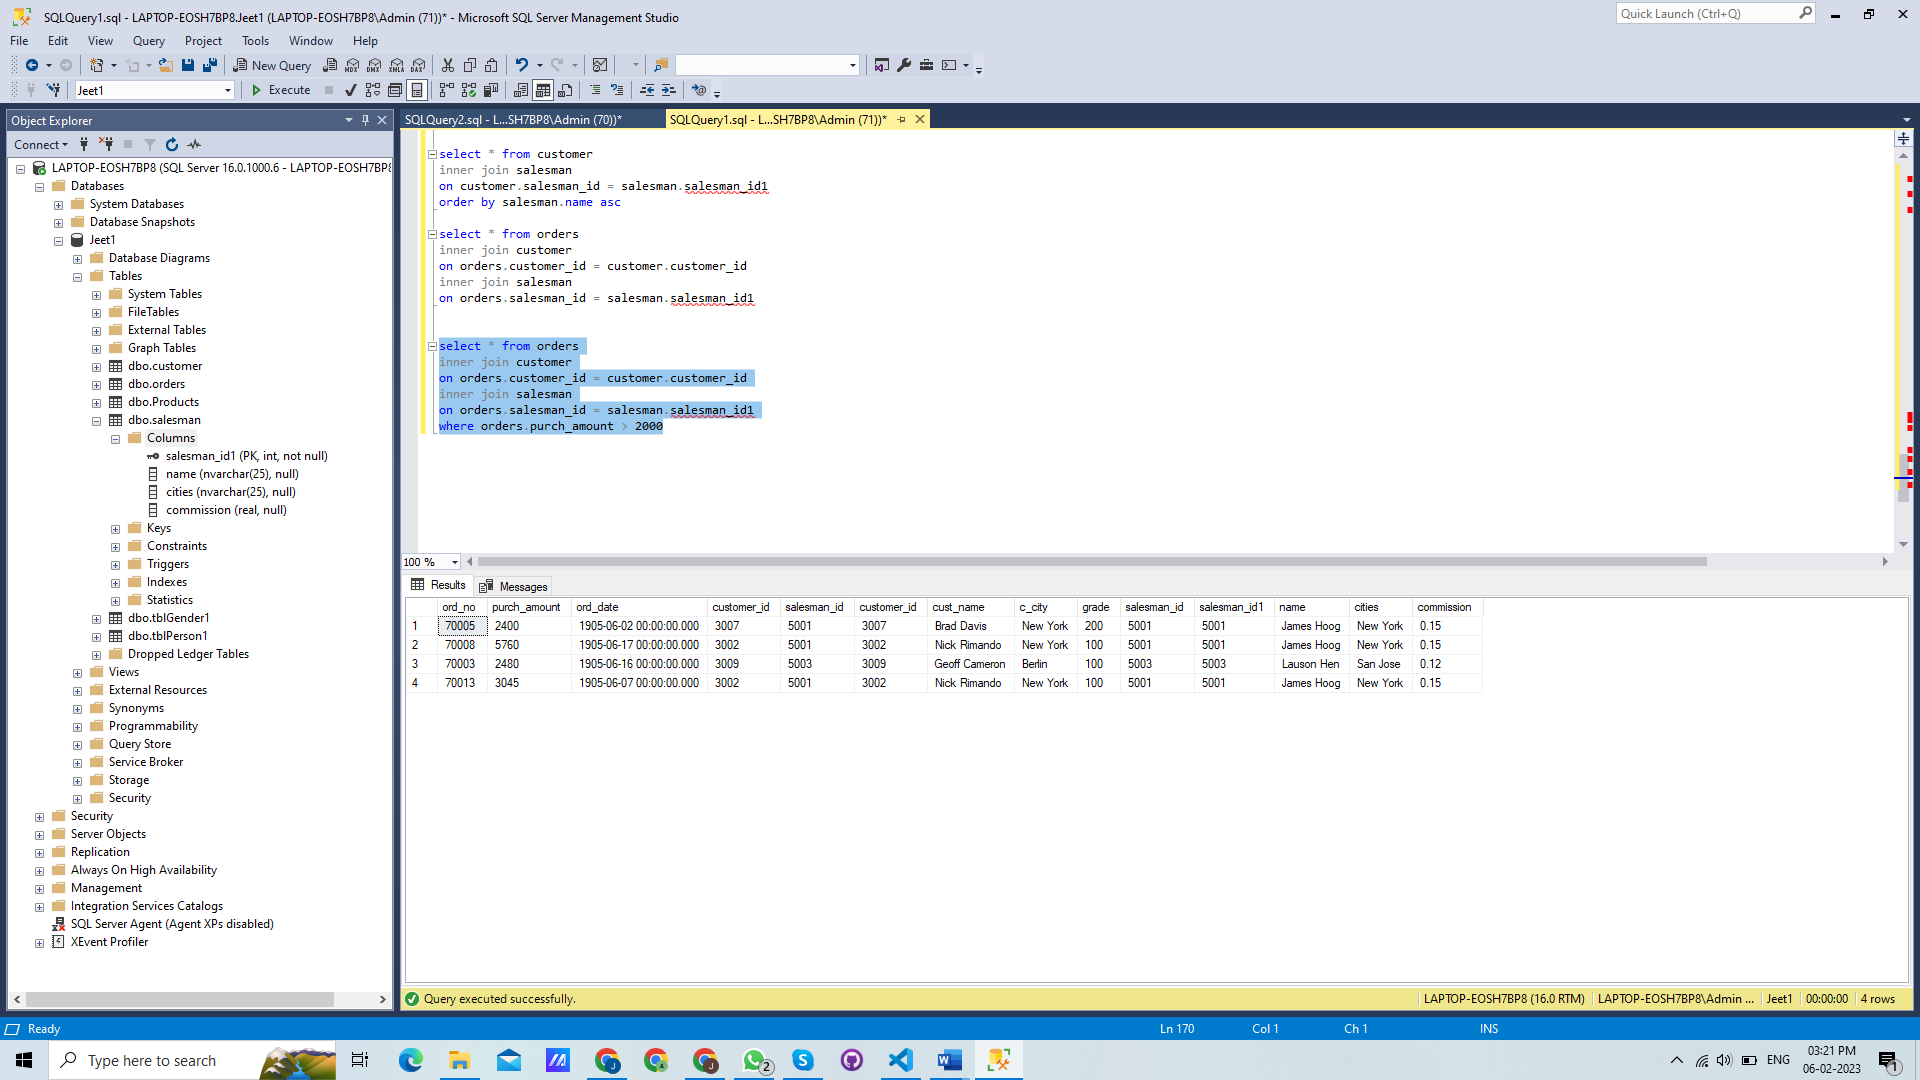 SQLQuery1.sql - LAPTOP-EOSH7BP8.Jeet1 (LAPTOP-EOSH7BP8\Admin (71))* - Microsoft SQL Server Management Studio
Quick Launch (Ctrl+Q)
File Edit View Query Project Tools Window Help
New Query
Jeet1 Execute
Object Explorer
Connect
LAPTOP-EOSH7BP8 (SQL Server 16.0.1000.6 - LAPTOP-EOSH7BP8
Databases
System Databases
Database Snapshots
Jeet1
Database Diagrams
Tables
System Tables
FileTables
External Tables
Graph Tables
dbo.customer
dbo.orders
dbo.Products
dbo.salesman
Columns
salesman_id1 (PK, int, not null)
name (nvarchar(25), null)
cities (nvarchar(25), null)
commission (real, null)
Keys
Constraints
Triggers
Indexes
Statistics
dbo.tblGender1
dbo.tblPerson1
Dropped Ledger Tables
Views
External Resources
Synonyms
Programmability
Query Store
Service Broker
Storage
Security
Security
Server Objects
Replication
Always On High Availability
Management
Integration Services Catalogs
SQL Server Agent (Agent XPs disabled)
XEvent Profiler
SQLQuery2.sql - L...SH7BP8\Admin (70))* SQLQuery1.sql - L...SH7BP8\Admin (71))*
select * from customer
inner join salesman
on customer.salesman_id = salesman.salesman_id1
order by salesman.name asc
select * from orders
inner join customer
on orders.customer_id = customer.customer_id
inner join salesman
on orders.salesman_id = salesman.salesman_id1
select * from orders
inner join customer
on orders.customer_id = customer.customer_id
inner join salesman
on orders.salesman_id = salesman.salesman_id1
where orders.purch_amount > 2000
100 %
Results Messages
ord_no purch_amount ord_date customer_id salesman_id customer_id cust_name c_city grade salesman_id salesman_id1 name cities commission
1 70005 2400 1905-06-02 00:00:00.000 3007 5001 3007 Brad Davis New York 200 5001 5001 James Hoog New York 0.15
2 70008 5760 1905-06-17 00:00:00.000 3002 5001 3002 Nick Rimando New York 100 5001 5001 James Hoog New York 0.15
3 70003 2480 1905-06-16 00:00:00.000 3009 5003 3009 Geoff Cameron Berlin 100 5003 5003 Lauson Hen San Jose 0.12
4 70013 3045 1905-06-07 00:00:00.000 3002 5001 3002 Nick Rimando New York 100 5001 5001 James Hoog New York 0.15
Query executed successfully. LAPTOP-EOSH7BP8 (16.0 RTM) LAPTOP-EOSH7BP8\Admin ... Jeet1 00:00:00 4 rows
Ready Ln 170 Col 1 Ch 1 INS
Type here to search
2
ENG
03:21 PM
06-02-2023
1